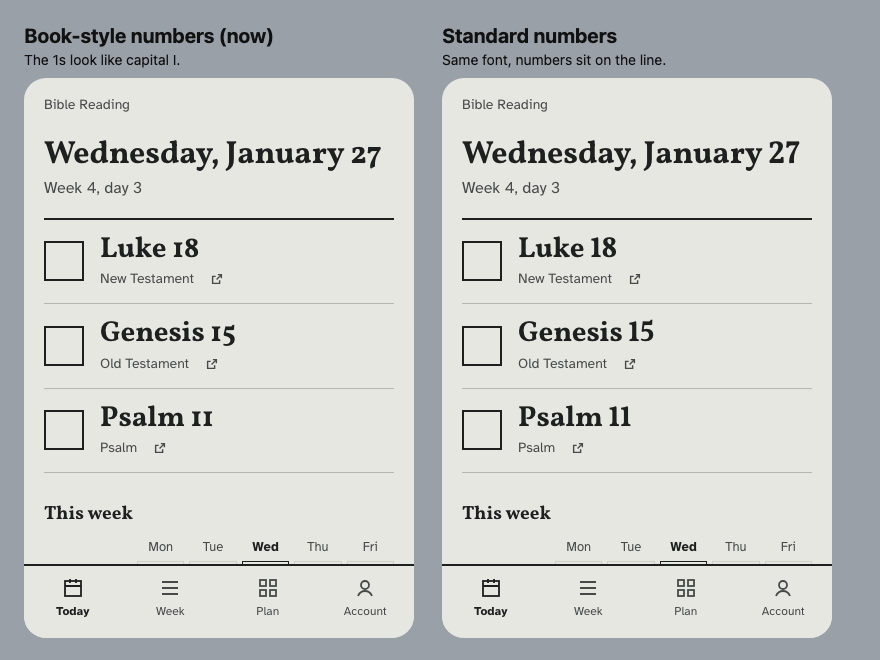 Book-style numbers (now)
The 1s look like capital I.
Bible Reading
Wednesday, January 27
Week 4, day 3
Luke 18
New Testament
Genesis 15
Old Testament
Psalm 11
Psalm
This week
Mon Tue Wed Thu Fri
Today Week Plan Account
Standard numbers
Same font, numbers sit on the line.
Bible Reading
Wednesday, January 27
Week 4, day 3
Luke 18
New Testament
Genesis 15
Old Testament
Psalm 11
Psalm
This week
Mon Tue Wed Thu Fri
Today Week Plan Account